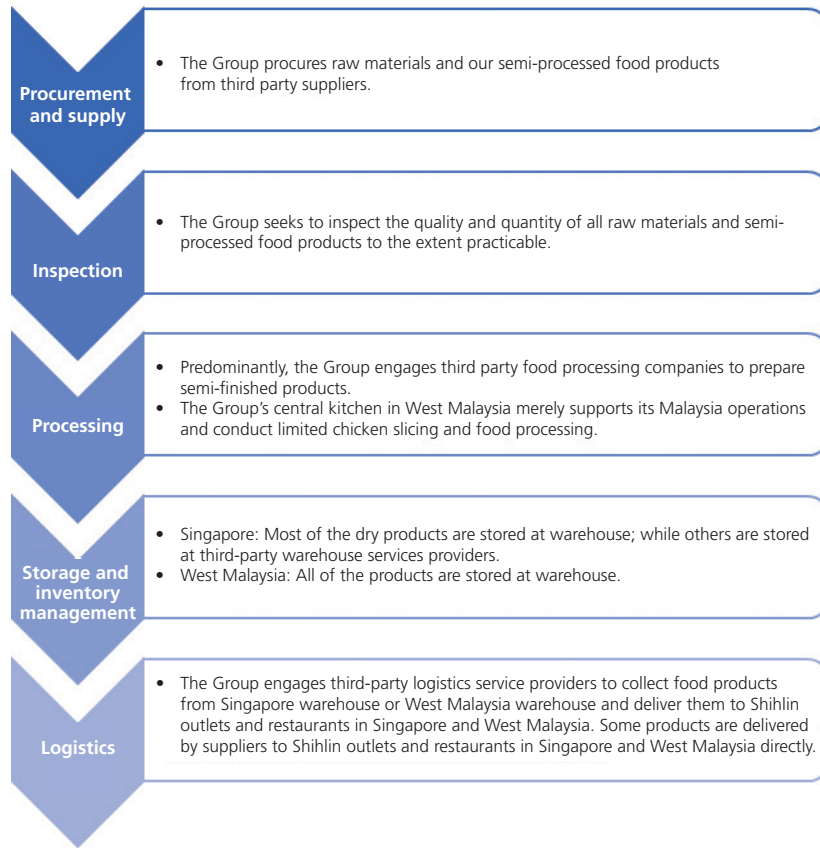 Procurement
and supply
• The Group procures raw materials and our semi-processed food products
from third party suppliers.
Inspection
• The Group seeks to inspect the quality and quantity of all raw materials and semi-
processed food products to the extent practicable.
Processing
• Predominantly, the Group engages third party food processing companies to prepare
semi-finished products.
• The Group’s central kitchen in West Malaysia merely supports its Malaysia operations
and conduct limited chicken slicing and food processing.
Storage and
inventory
management
• Singapore: Most of the dry products are stored at warehouse; while others are stored
at third-party warehouse services providers.
• West Malaysia: All of the products are stored at warehouse.
Logistics
• The Group engages third-party logistics service providers to collect food products
from Singapore warehouse or West Malaysia warehouse and deliver them to Shihlin
outlets and restaurants in Singapore and West Malaysia. Some products are delivered
by suppliers to Shihlin outlets and restaurants in Singapore and West Malaysia directly.